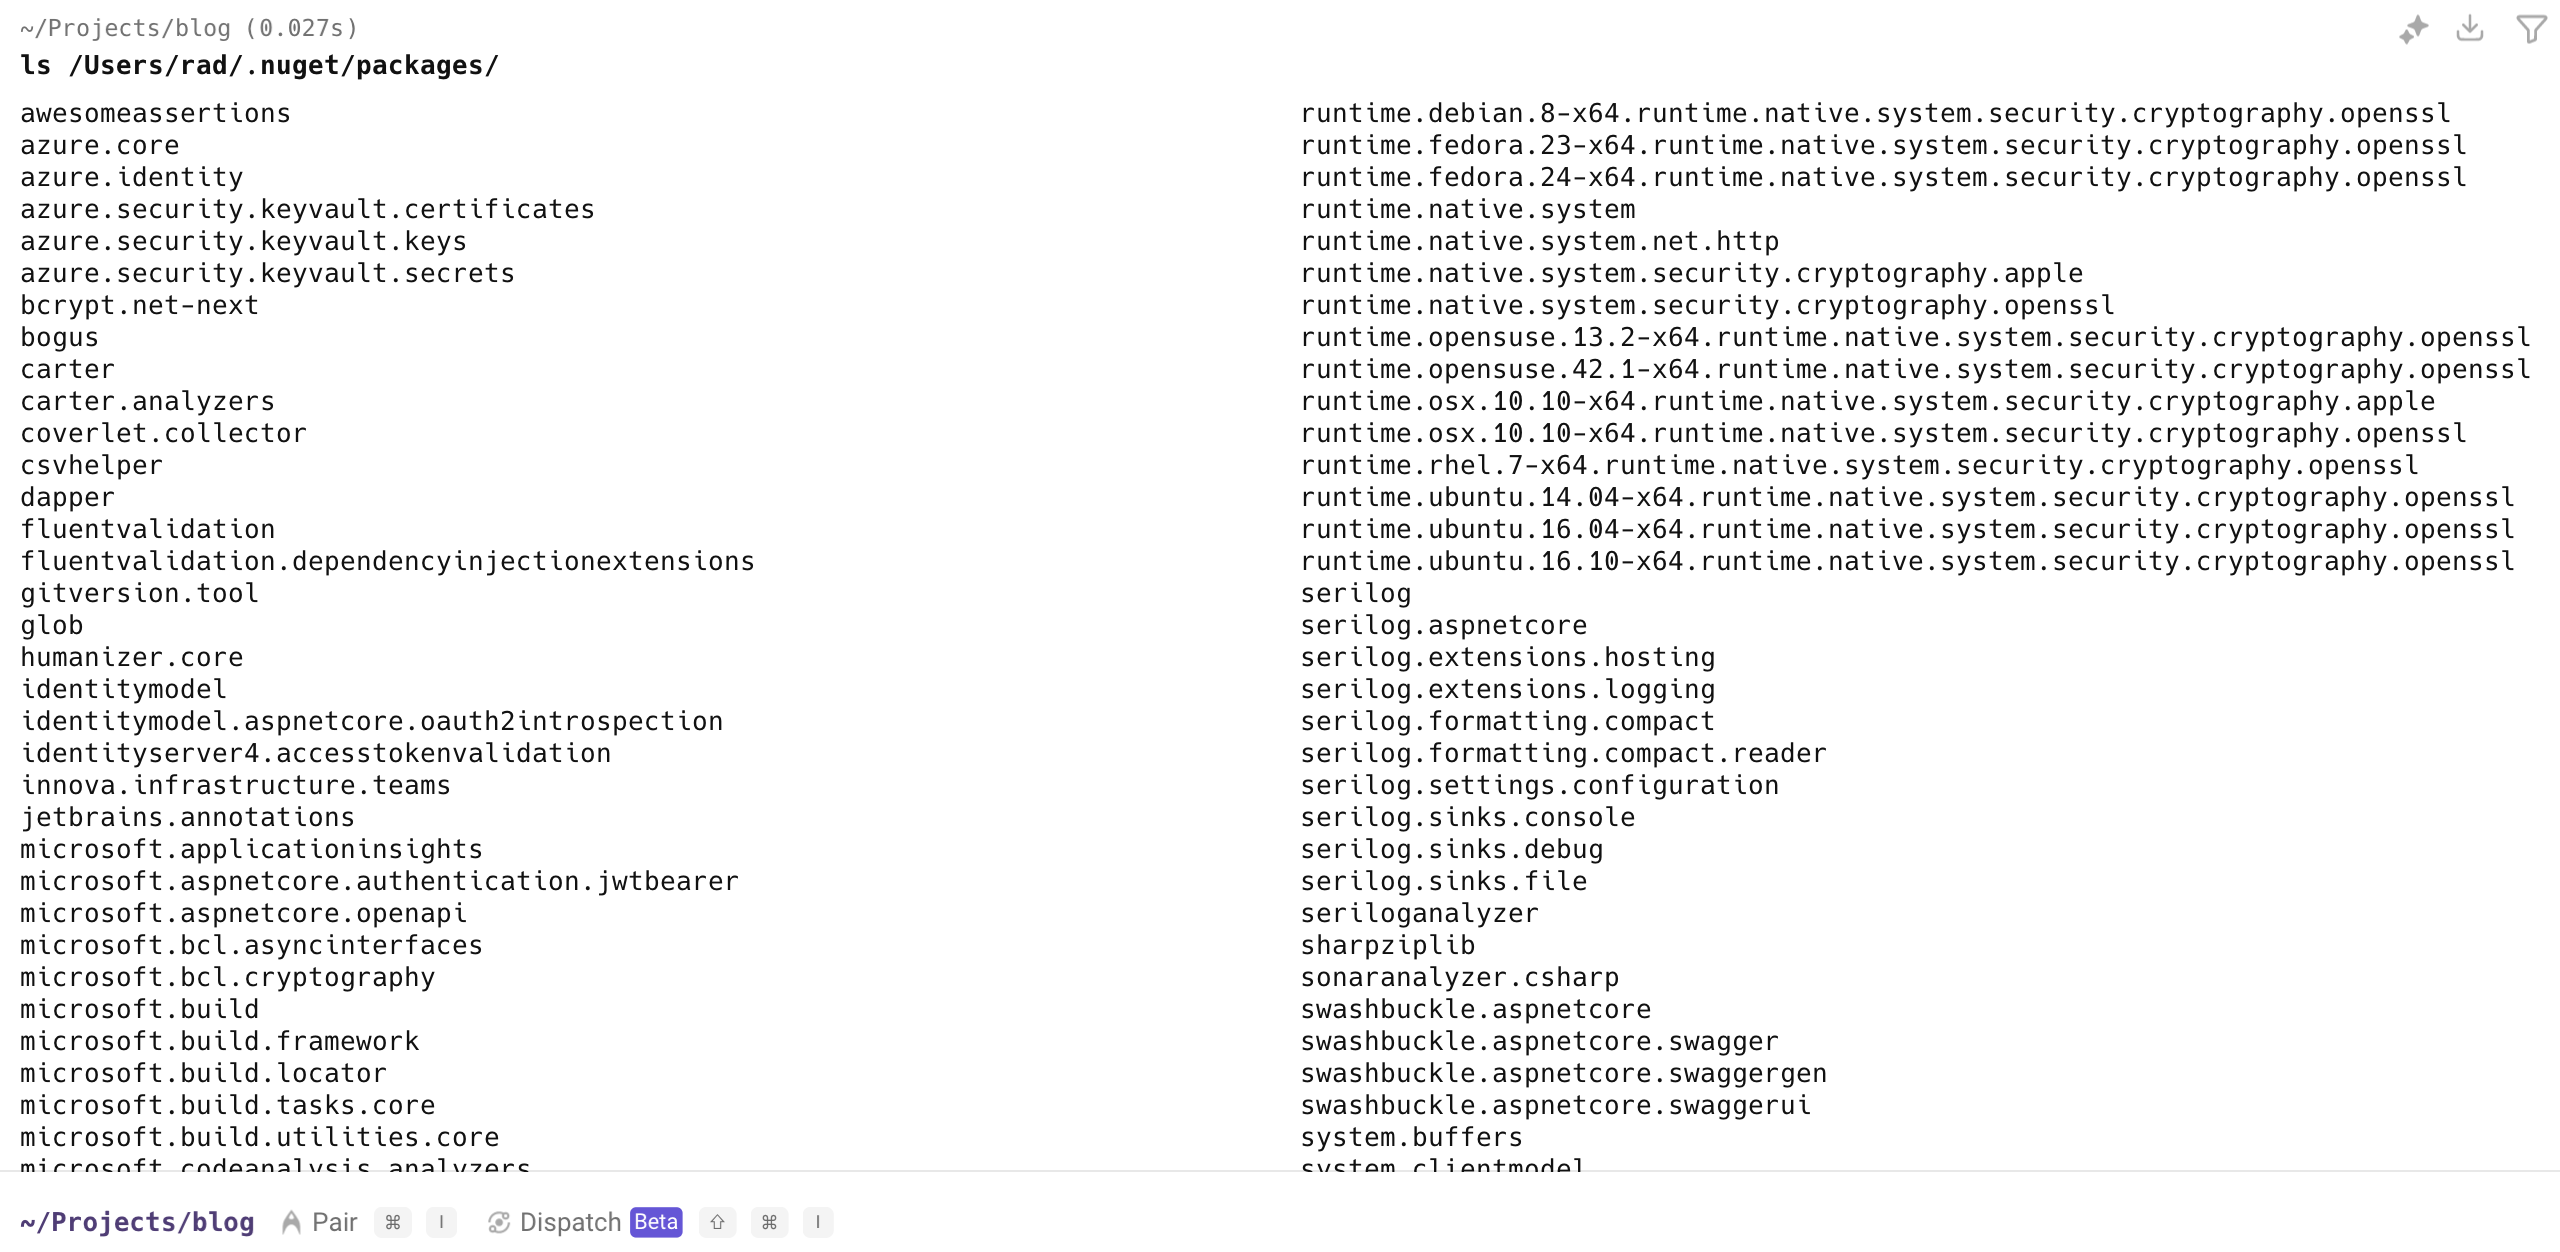 ~/Projects/blog (0.027s)
ls /Users/rad/.nuget/packages/
awesomeassertions
azure.core
azure.identity
azure.security.keyvault.certificates
azure.security.keyvault.keys
azure.security.keyvault.secrets
bcrypt.net-next
bogus
carter
carter.analyzers
coverlet.collector
csvhelper
dapper
fluentvalidation
fluentvalidation.dependencyinjectionextensions
gitversion.tool
glob
humanizer.core
identitymodel
identitymodel.aspnetcore.oauth2introspection
identityserver4.accesstokenvalidation
innova.infrastructure.teams
jetbrains.annotations
microsoft.applicationinsights
microsoft.aspnetcore.authentication.jwtbearer
microsoft.aspnetcore.openapi
microsoft.bcl.asyncinterfaces
microsoft.bcl.cryptography
microsoft.build
microsoft.build.framework
microsoft.build.locator
microsoft.build.tasks.core
microsoft.build.utilities.core
microsoft.codeanalysis.analyzers
runtime.debian.8-x64.runtime.native.system.security.cryptography.openssl
runtime.fedora.23-x64.runtime.native.system.security.cryptography.openssl
runtime.fedora.24-x64.runtime.native.system.security.cryptography.openssl
runtime.native.system
runtime.native.system.net.http
runtime.native.system.security.cryptography.apple
runtime.native.system.security.cryptography.openssl
runtime.opensuse.13.2-x64.runtime.native.system.security.cryptography.openssl
runtime.opensuse.42.1-x64.runtime.native.system.security.cryptography.openssl
runtime.osx.10.10-x64.runtime.native.system.security.cryptography.apple
runtime.osx.10.10-x64.runtime.native.system.security.cryptography.openssl
runtime.rhel.7-x64.runtime.native.system.security.cryptography.openssl
runtime.ubuntu.14.04-x64.runtime.native.system.security.cryptography.openssl
runtime.ubuntu.16.04-x64.runtime.native.system.security.cryptography.openssl
runtime.ubuntu.16.10-x64.runtime.native.system.security.cryptography.openssl
serilog
serilog.aspnetcore
serilog.extensions.hosting
serilog.extensions.logging
serilog.formatting.compact
serilog.formatting.compact.reader
serilog.settings.configuration
serilog.sinks.console
serilog.sinks.debug
serilog.sinks.file
seriloganalyzer
sharpziplib
sonaranalyzer.csharp
swashbuckle.aspnetcore
swashbuckle.aspnetcore.swagger
swashbuckle.aspnetcore.swaggergen
swashbuckle.aspnetcore.swaggerui
system.buffers
system.clientmodel
~/Projects/blog Pair ⌘ I Dispatch Beta ⇧ ⌘ I